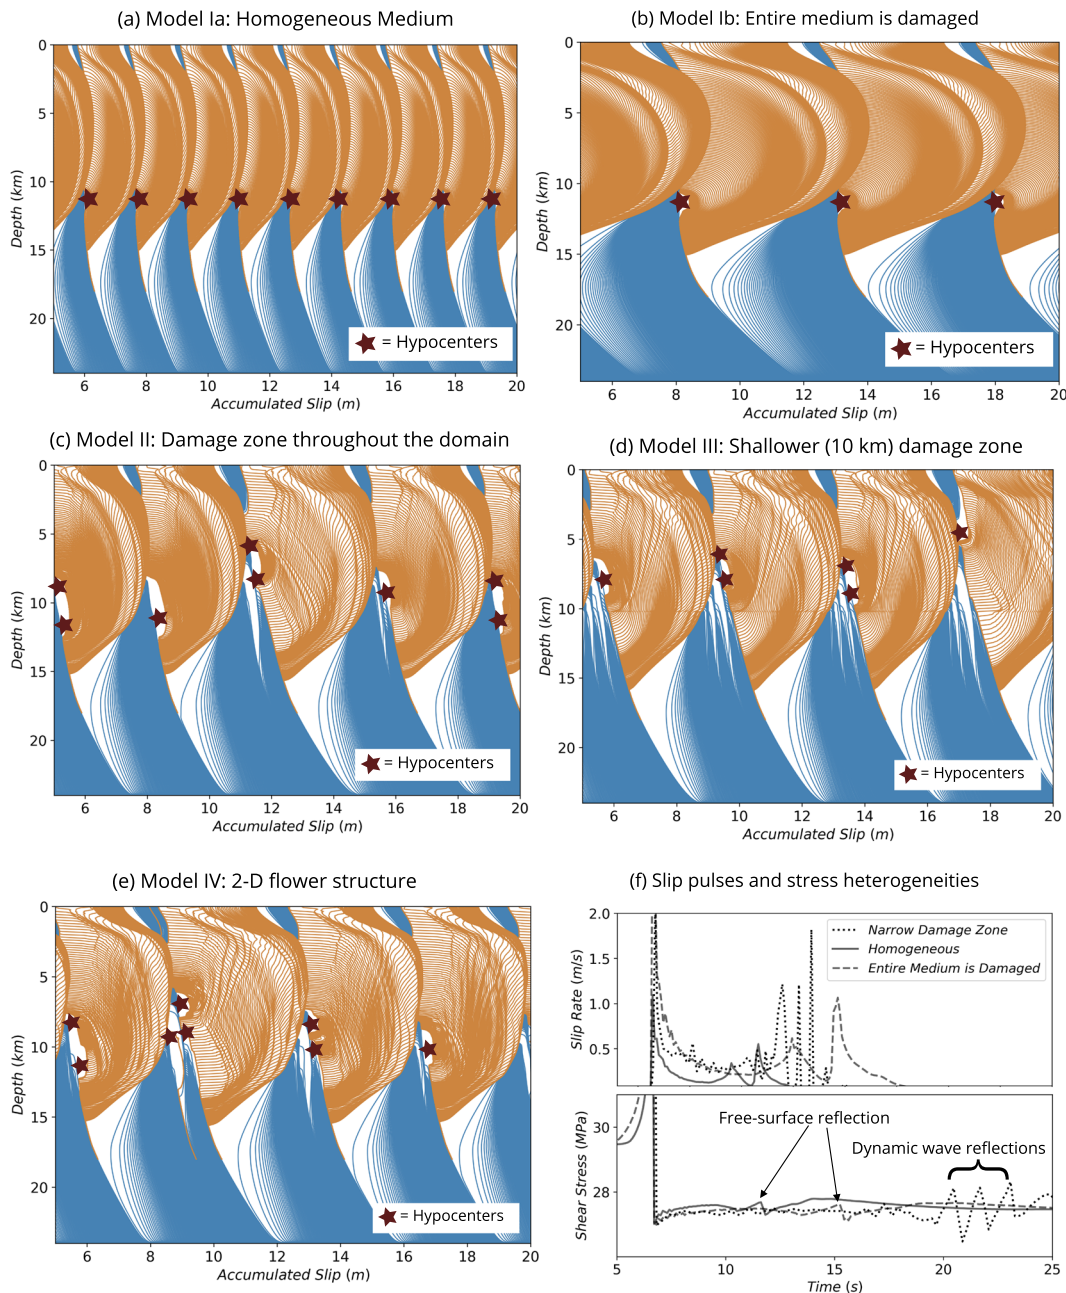 (a) Model Ia: Homogeneous Medium
0
5
10
15
20
Depth (km)
= Hypocenters
6 8 10 12 14 16 18 20
Accumulated Slip (m)
(b) Model Ib: Entire medium is damaged
0
5
10
15
20
Depth (km)
= Hypocenters
6 8 10 12 14 16 18 20
Accumulated Slip (m)
(c) Model II: Damage zone throughout the domain
0
5
10
15
20
Depth (km)
= Hypocenters
6 8 10 12 14 16 18 20
Accumulated Slip (m)
(d) Model III: Shallower (10 km) damage zone
0
5
10
15
20
Depth (km)
= Hypocenters
6 8 10 12 14 16 18 20
Accumulated Slip (m)
(e) Model IV: 2-D flower structure
0
5
10
15
20
Depth (km)
= Hypocenters
6 8 10 12 14 16 18 20
Accumulated Slip (m)
(f) Slip pulses and stress heterogeneities
2.0
1.5
1.0
0.5
Slip Rate (m/s)
Narrow Damage Zone
Homogeneous
Entire Medium is Damaged
30
28
Shear Stress (MPa)
Free-surface reflection
Dynamic wave reflections
5 10 15 20 25
Time (s)